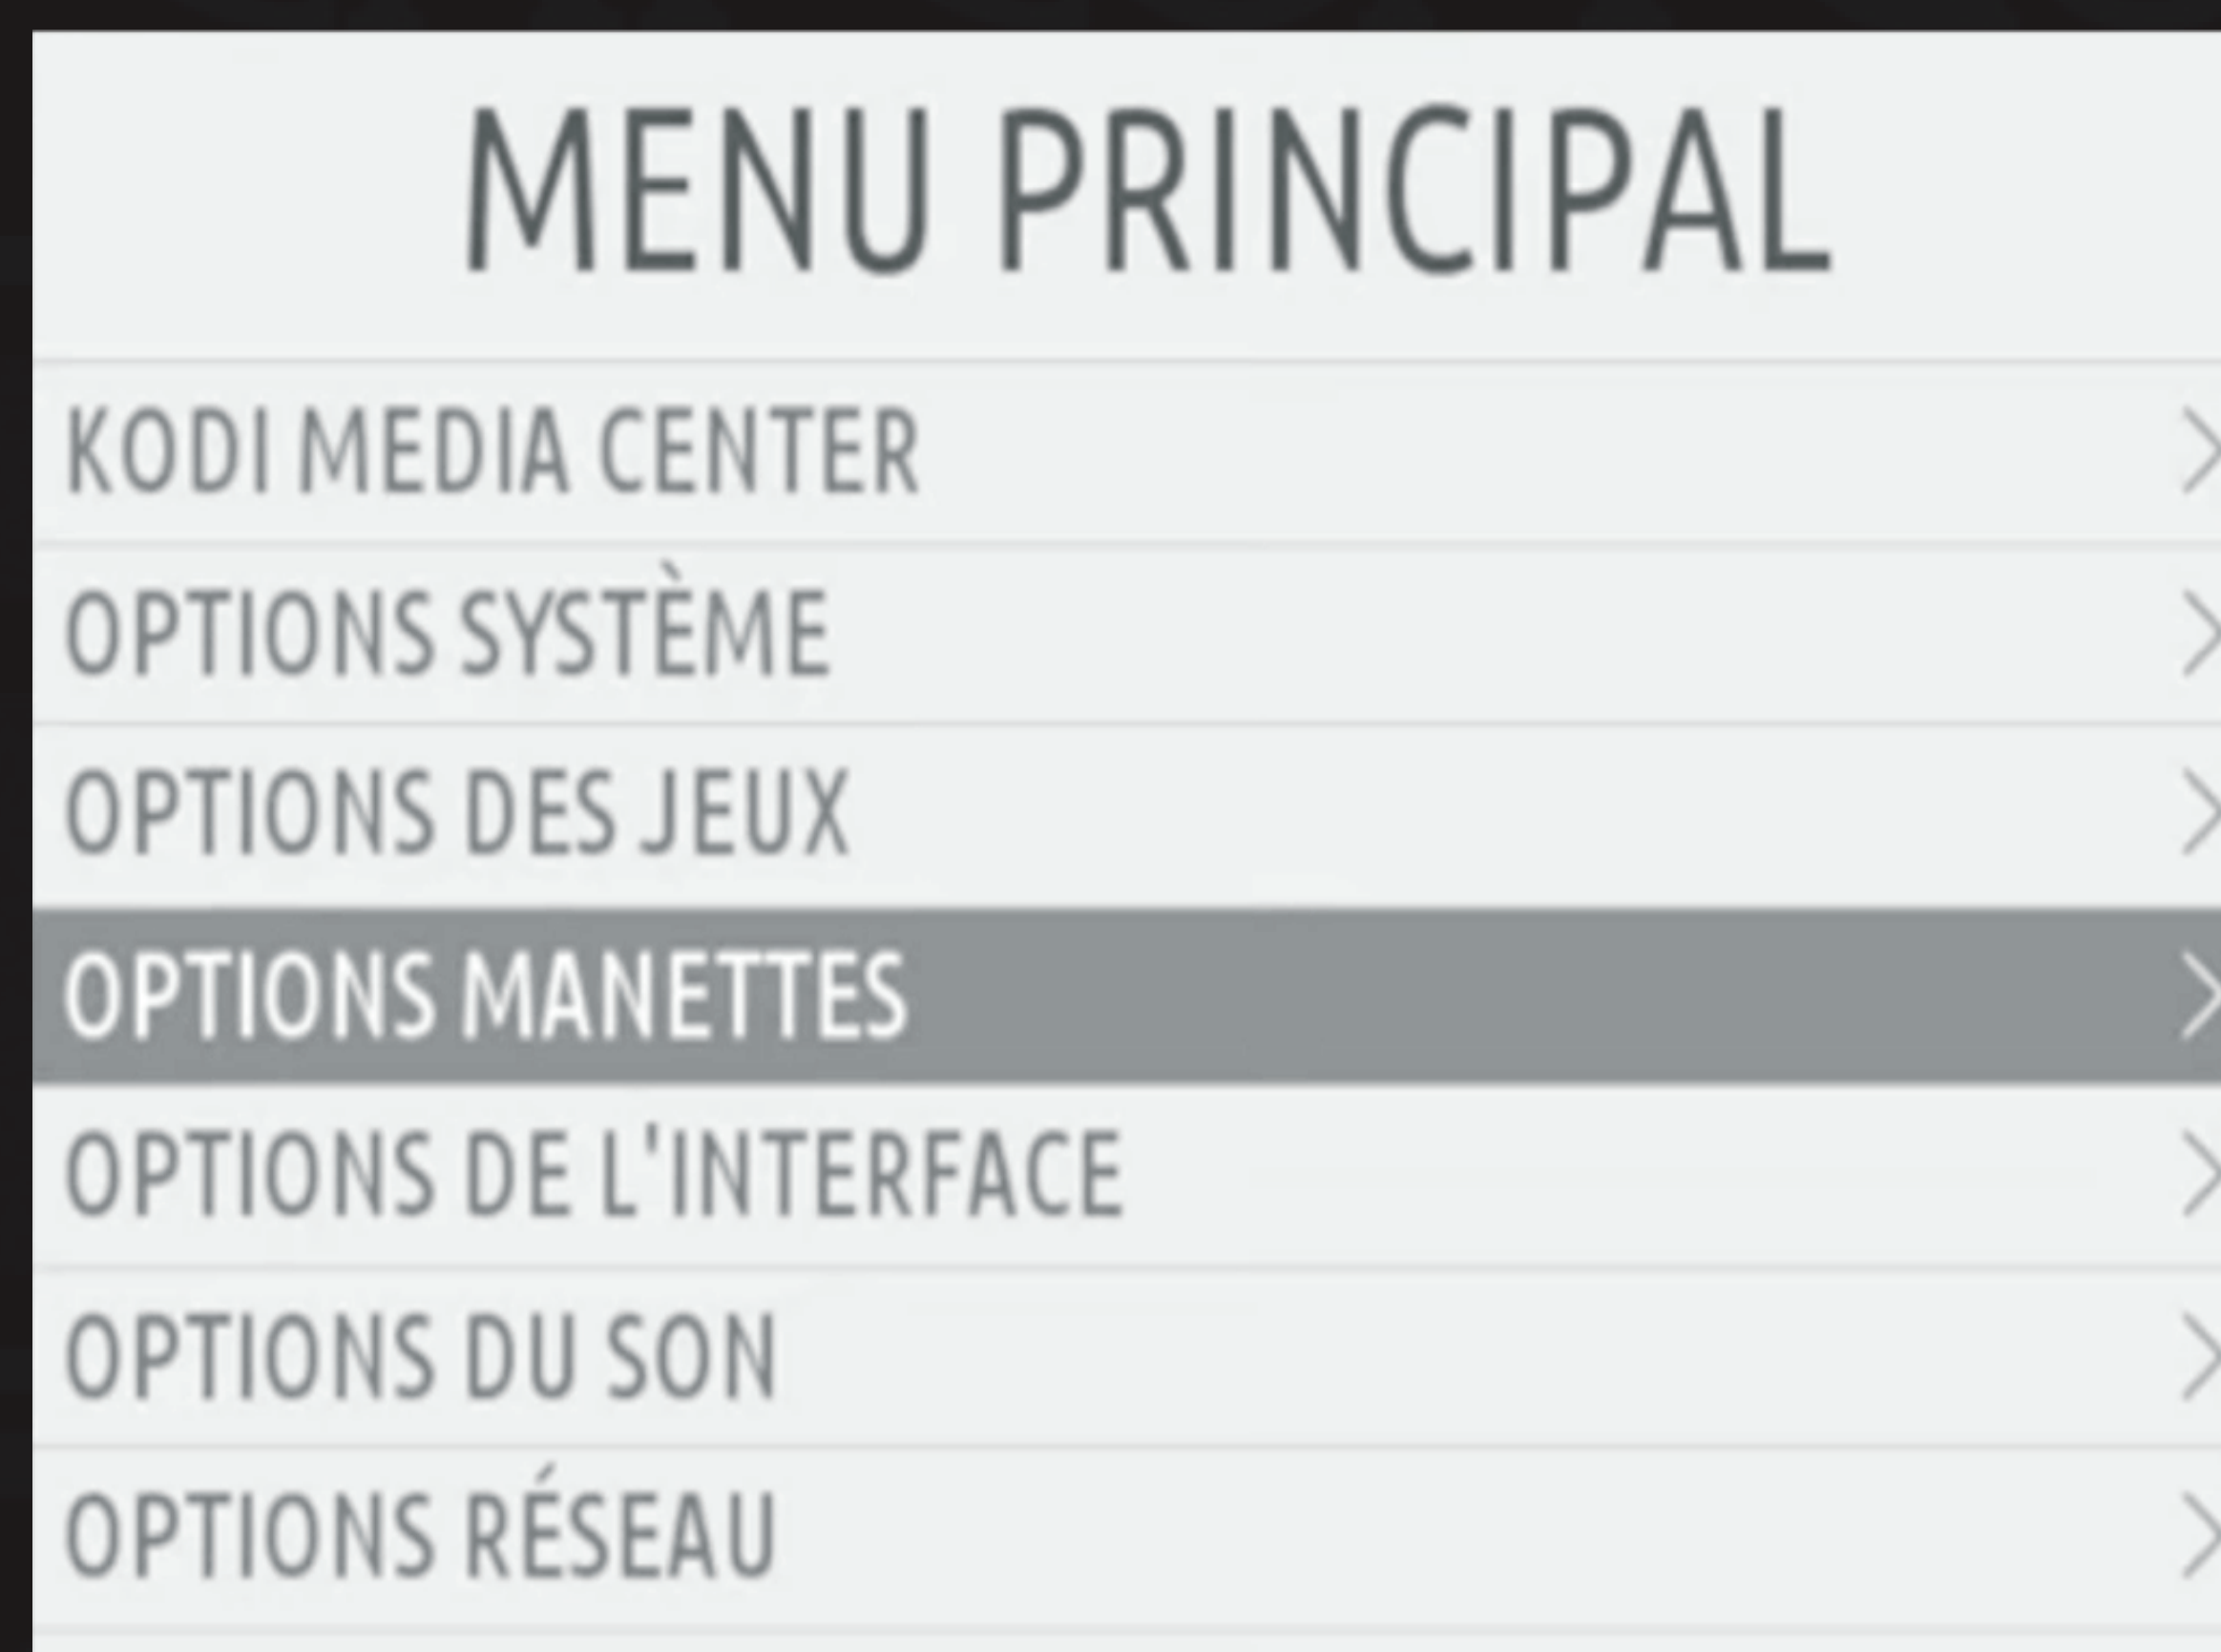 MENU PRINCIPAL
KODI MEDIA CENTER
OPTIONS SYSTÈME
OPTIONS DES JEUX
OPTIONS MANETTES
OPTIONS DE L'INTERFACE
OPTIONS DU SON
OPTIONS RÉSEAU